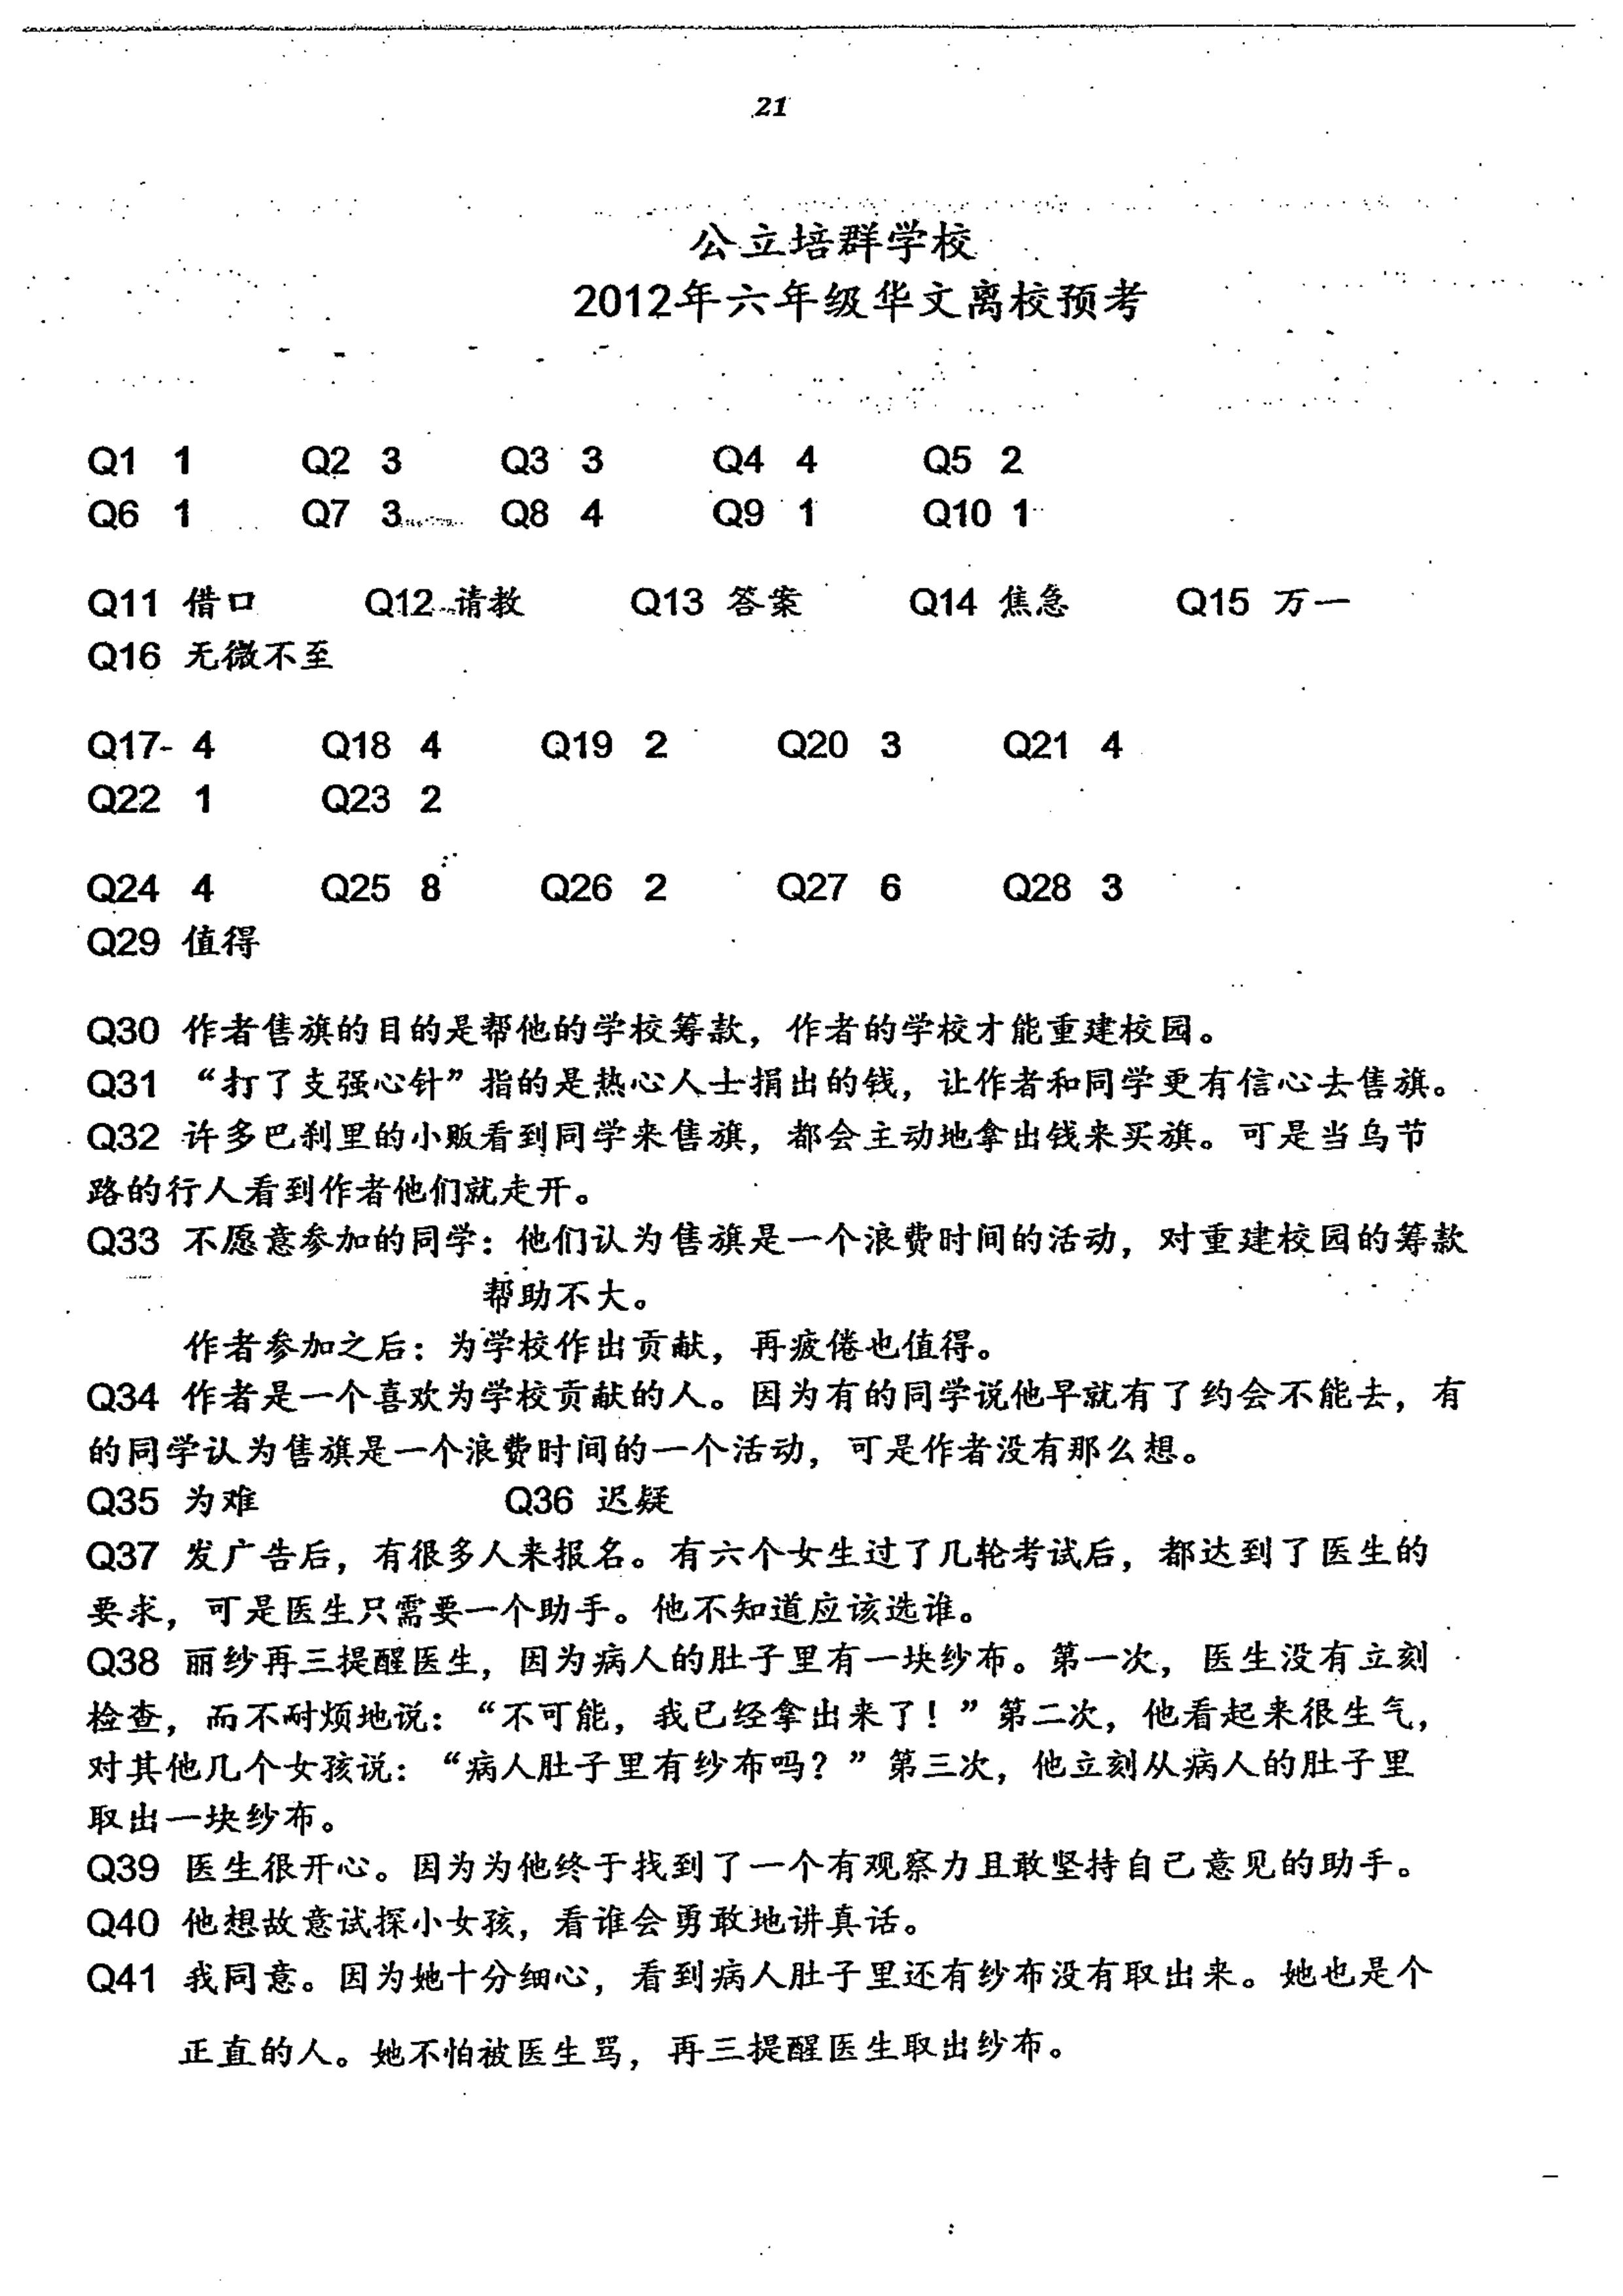 21
公立培群学校
2012年六年级华文离校预考
Q1 1 Q2 3 Q3 3 Q4 4 Q5 2
Q6 1 Q7 3 Q8 4 Q9 1 Q10 1
Q11 借口 Q12 请教 Q13 答案 Q14 焦急 Q15 万一
Q16 无微不至
Q17 4 Q18 4 Q19 2 Q20 3 Q21 4
Q22 1 Q23 2
Q24 4 Q25 8 Q26 2 Q27 6 Q28 3
Q29 值得
Q30 作者售旗的目的是帮他的学校筹款，作者的学校才能重建校园。
Q31 “打了支强心针”指的是热心人士捐出的钱，让作者和同学更有信心去售旗。
Q32 许多巴刹里的小贩看到同学来售旗，都会主动地拿出钱来买旗。可是当乌节
路的行人看到作者他们就走开。
Q33 不愿意参加的同学：他们认为售旗是一个浪费时间的活动，对重建校园的筹款
帮助不大。
作者参加之后：为学校作出贡献，再疲倦也值得。
Q34 作者是一个喜欢为学校贡献的人。因为有的同学说他早就有了约会不能去，有
的同学认为售旗是一个浪费时间的一个活动，可是作者没有那么想。
Q35 为难 Q36 迟疑
Q37 发广告后，有很多人来报名。有六个女生过了几轮考试后，都达到了医生的
要求，可是医生只需要一个助手。他不知道应该选谁。
Q38 丽纱再三提醒医生，因为病人的肚子里有一块纱布。第一次，医生没有立刻
检查，而不耐烦地说：“不可能，我已经拿出来了！”第二次，他看起来很生气，
对其他几个女孩说：“病人肚子里有纱布吗？”第三次，他立刻从病人的肚子里
取出一块纱布。
Q39 医生很开心。因为为他终于找到了一个有观察力且敢坚持自己意见的助手。
Q40 他想故意试探小女孩，看谁会勇敢地讲真话。
Q41 我同意。因为她十分细心，看到病人肚子里还有纱布没有取出来。她也是个
正直的人。她不怕被医生骂，再三提醒医生取出纱布。